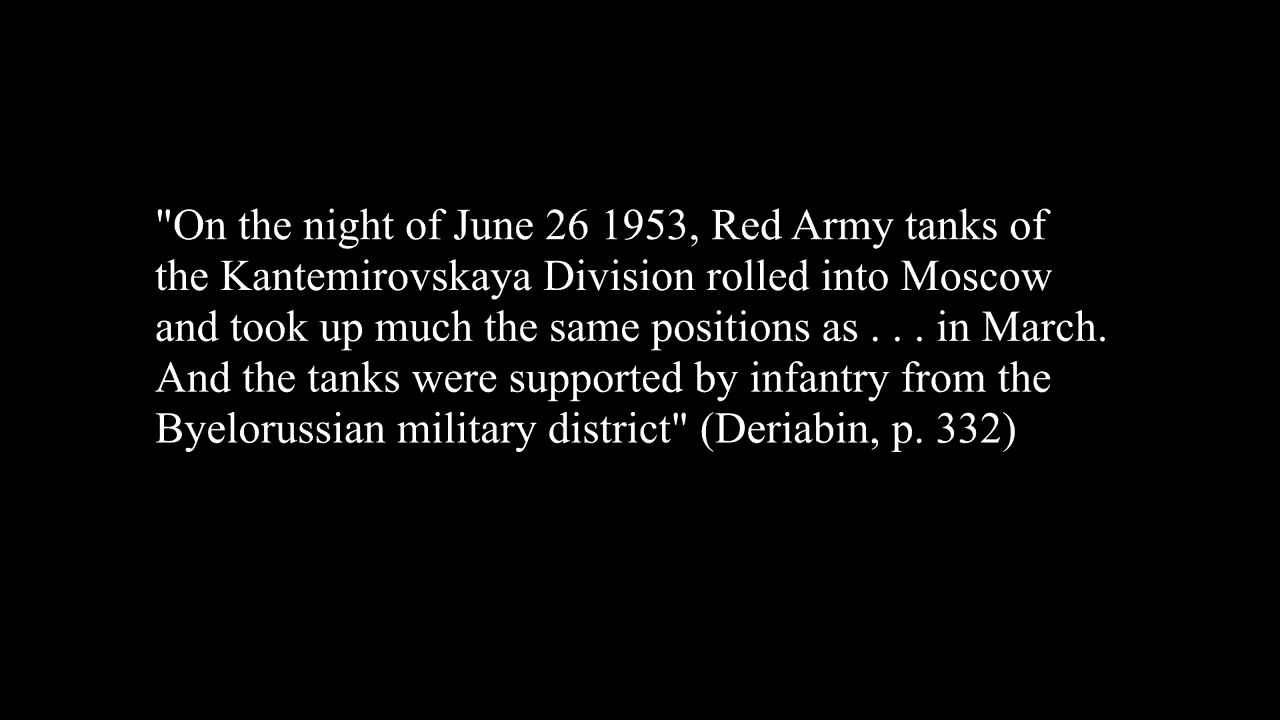 "On the night of June 26 1953, Red Army tanks of
the Kantemirovskaya Division rolled into Moscow
and took up much the same positions as . . . in March.
And the tanks were supported by infantry from the
Byelorussian military district" (Deriabin, p. 332)